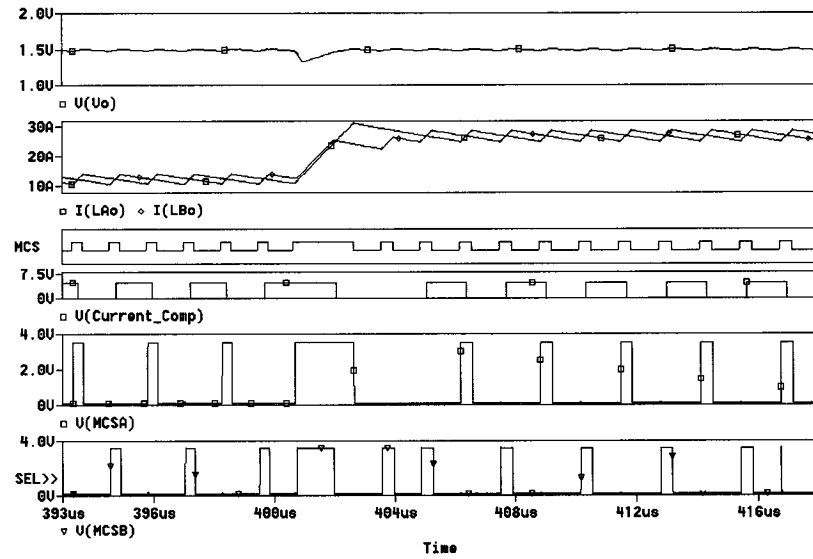 2.0V
1.5V
1.0V
V(Vo)
30A
20A
10A
I(LAo) I(LBo)
MCS
7.5V
0V
V(Current_Comp)
4.0V
2.0V
0V
V(MCSA)
4.0V
SEL>>
0V
393us 396us 400us 404us 408us 412us 416us
V(MCSB)
Time